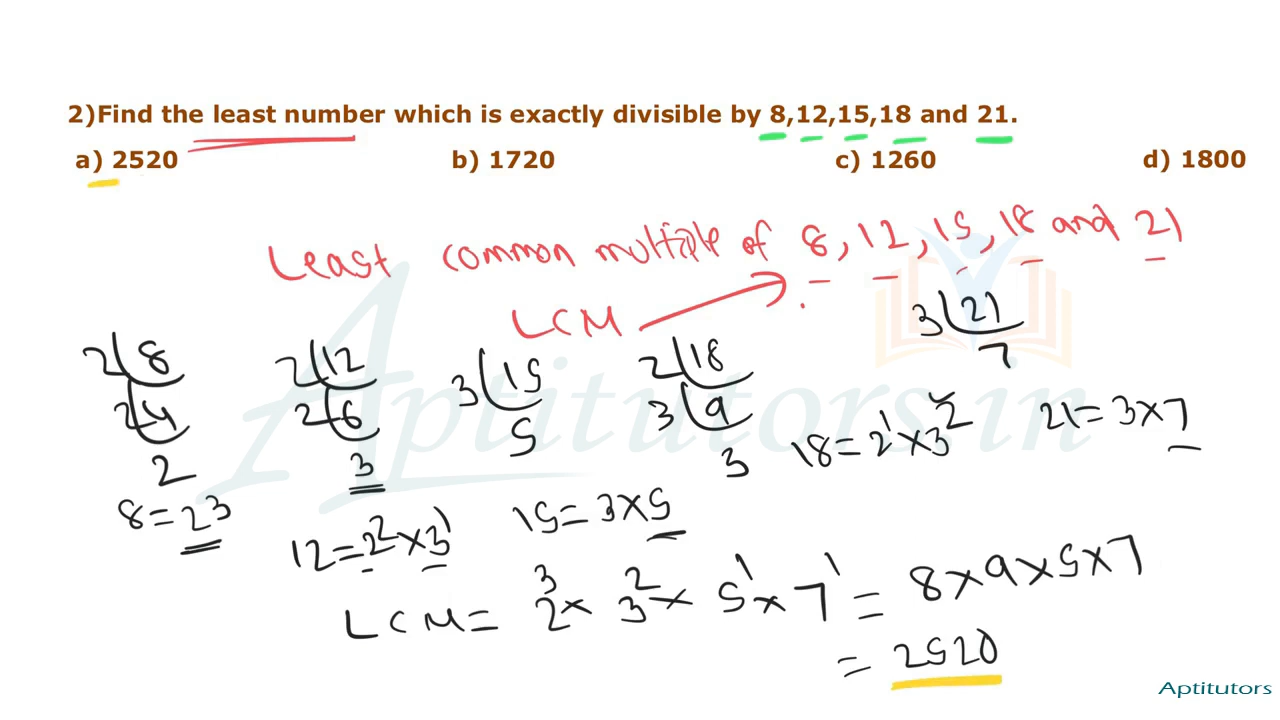 2)Find the least number which is exactly divisible by 8,12,15,18 and 21.
a) 2520 b) 1720 c) 1260 d) 1800
Least common multiple of 8, 12, 15, 18 and 21
LCM
3 21
7
2 8
2 4
2
8 = 2³
2 12
2 6
3
12 = 2² × 3¹
3 15
5
15 = 3 × 5
2 18
3 9
3
18 = 2¹ × 3²
21 = 3 × 7
LCM = 2³ × 3² × 5¹ × 7¹ = 8 × 9 × 5 × 7
= 2520
Aptitutors.in
Aptitutors